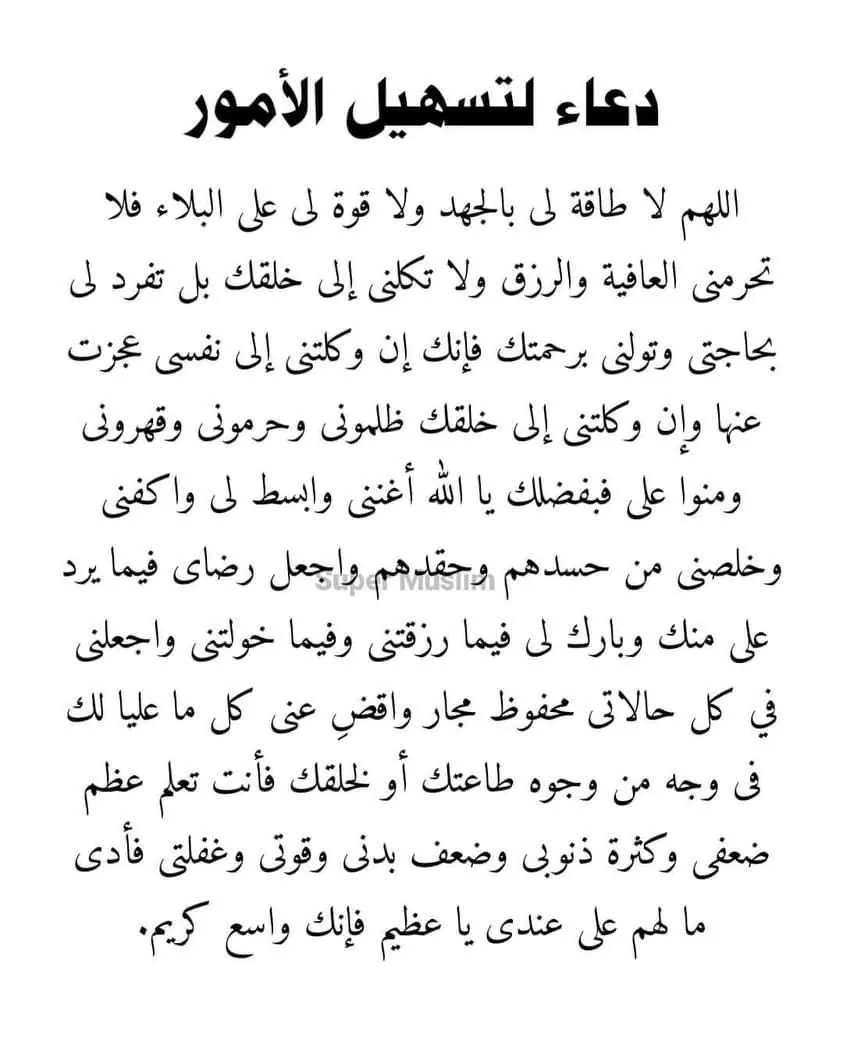 دعاء لتسهيل الأمور
اللهم لا طاقة لى بالجهد ولا قوة لى على البلاء فلا
تحرمنى العافية والرزق ولا تكلنى إلى خلقك بل تفرد لى
بحاجتى وتولنى برحمتك فإنك إن وكلتنى إلى نفسى عجزت
عنها وإن وكلتنى إلى خلقك ظلمونى وحرمونى وقهرونى
ومنوا على فبفضلك يا الله أغننى وابسط لى واكفنى
وخلصنى من حسدهم وحقدهم واجعل رضاى فيما يرد
Super Muslim
على منك وبارك لى فيما رزقتنى وفيما خولتنى واجعلنى
في كل حالاتى محفوظ مجار واقضِ عنى كل ما عليا لك
فى وجه من وجوه طاعتك أو لخلقك فأنت تعلم عظم
ضعفى وكثرة ذنوبى وضعف بدنى وقوتى وغفلتى فأدى
ما لهم على عندى يا عظيم فإنك واسع كريم.